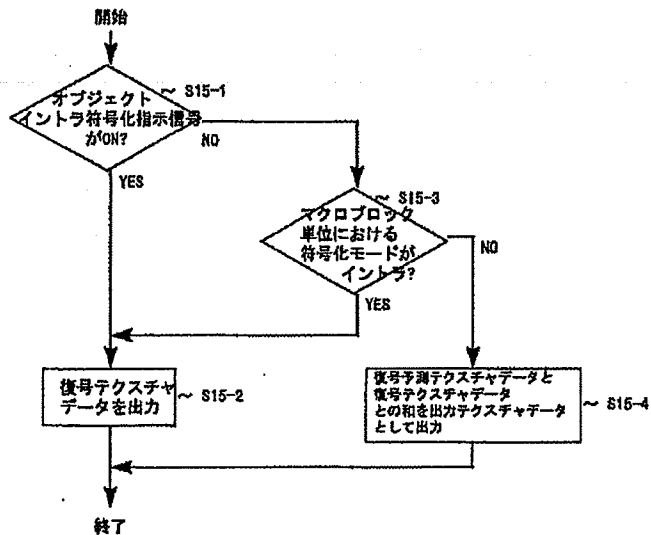 開始
S15-1
オブジェクト
イントラ符号化指示信号
がON?
NO
YES
S15-3
マクロブロック
単位における
符号化モードが
イントラ?
NO
YES
復号テクスチャ
データを出力
S15-2
復号予測テクスチャデータと
復号テクスチャデータ
との和を出力テクスチャデータ
として出力
S15-4
終了